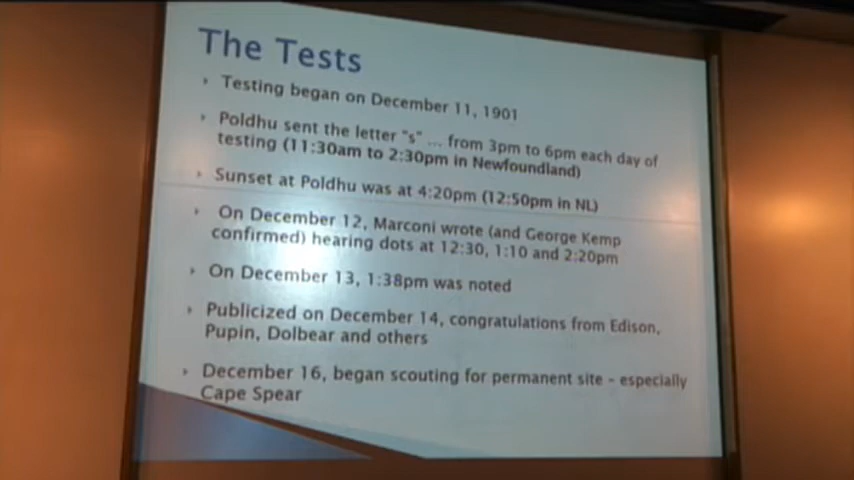 The Tests
Testing began on December 11, 1901
Poldhu sent the letter "s" ... from 3pm to 6pm each day of
testing (11:30am to 2:30pm in Newfoundland)
Sunset at Poldhu was at 4:20pm (12:50pm in NL)
On December 12, Marconi wrote (and George Kemp
confirmed) hearing dots at 12:30, 1:10 and 2:20pm
On December 13, 1:38pm was noted
Publicized on December 14, congratulations from Edison,
Pupin, Dolbear and others
December 16, began scouting for permanent site - especially
Cape Spear